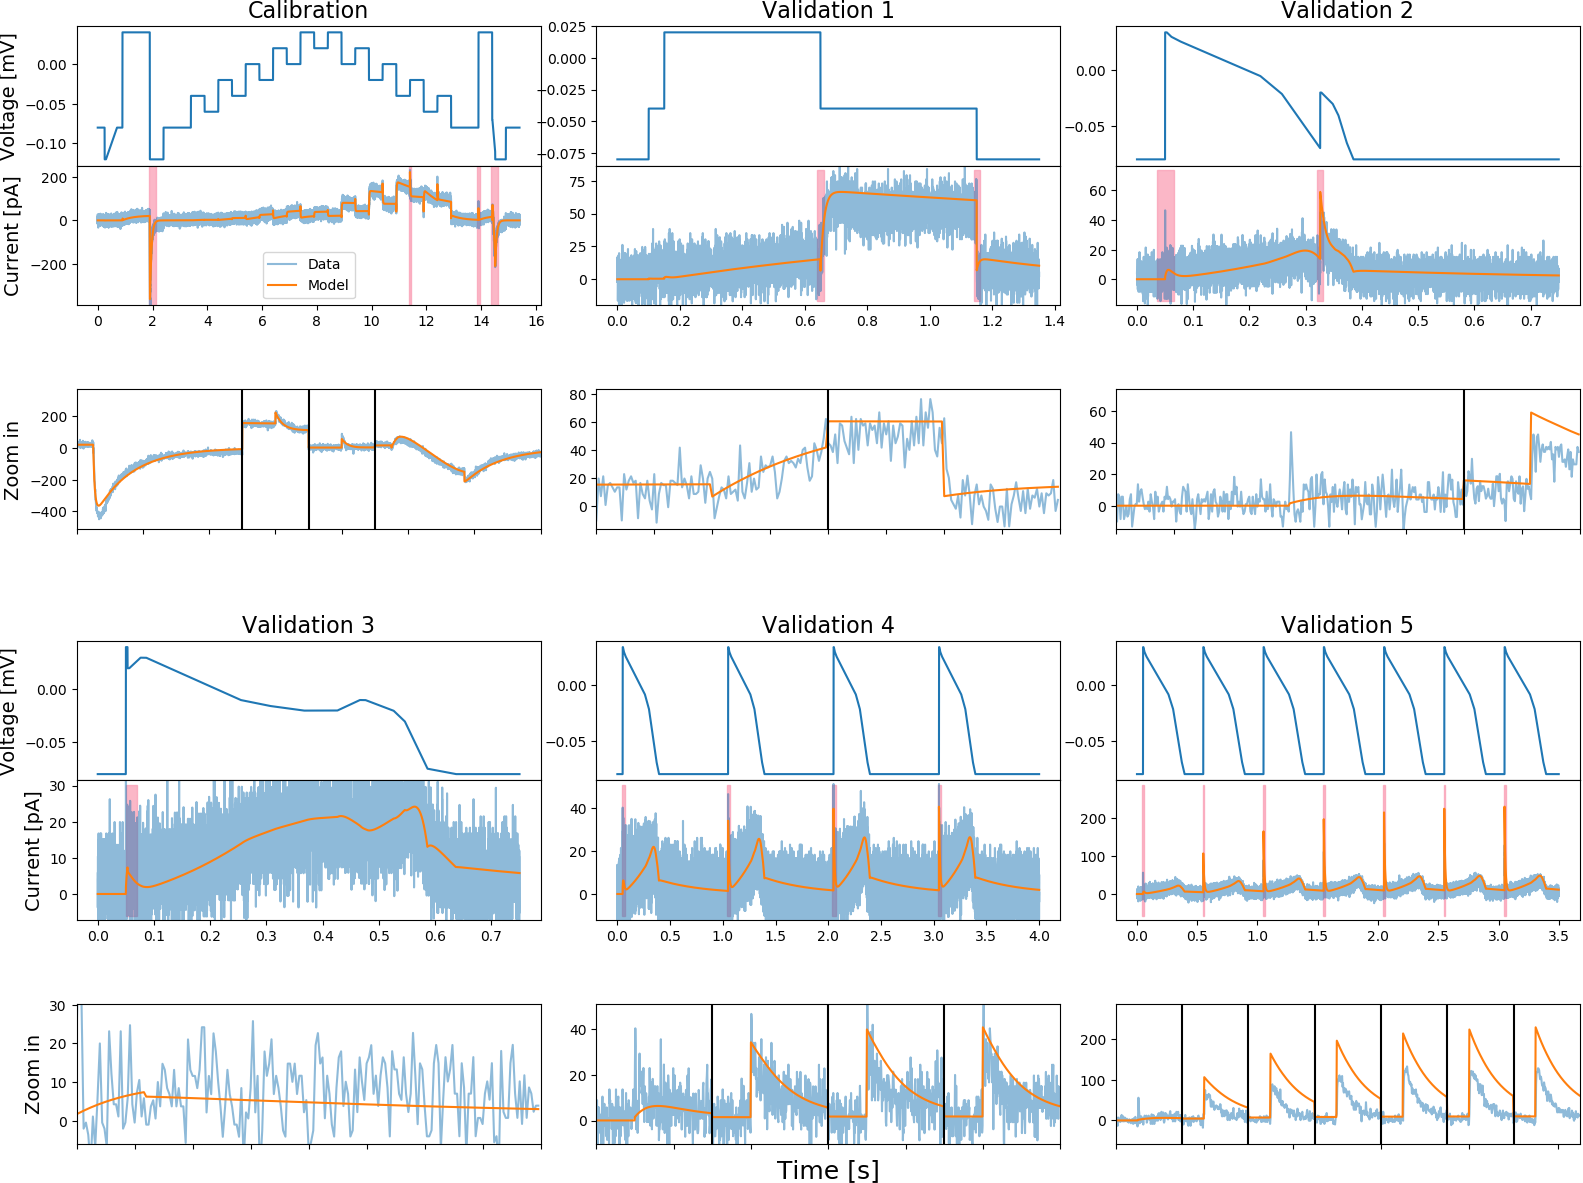 Calibration
Validation 1
Validation 2
Voltage [mV]
0.00
−0.05
−0.10
0.025
0.000
−0.025
−0.050
−0.075
0.00
−0.05
Current [pA]
200
0
−200
Data
Model
75
50
25
0
60
40
20
0
0 2 4 6 8 10 12 14 16
0.0 0.2 0.4 0.6 0.8 1.0 1.2 1.4
0.0 0.1 0.2 0.3 0.4 0.5 0.6 0.7
Zoom in
200
0
−200
−400
80
60
40
20
0
60
40
20
0
Validation 3
Validation 4
Validation 5
Voltage [mV]
0.00
−0.05
0.00
−0.05
0.00
−0.05
Current [pA]
30
20
10
0
40
20
0
200
100
0
0.0 0.1 0.2 0.3 0.4 0.5 0.6 0.7
0.0 0.5 1.0 1.5 2.0 2.5 3.0 3.5 4.0
0.0 0.5 1.0 1.5 2.0 2.5 3.0 3.5
Zoom in
30
20
10
0
40
20
0
200
100
0
Time [s]